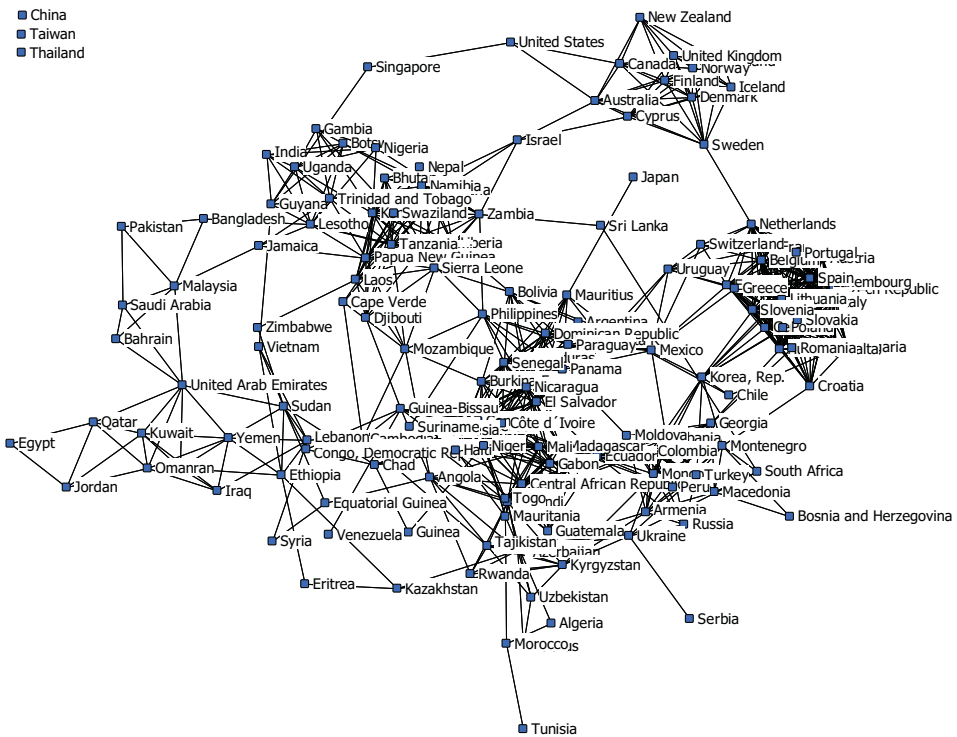 China
Taiwan
Thailand
New Zealand
United States
United Kingdom
Canada
Norway
Singapore
Finland
Iceland
Australia
Denmark
Cyprus
Gambia
Israel
Sweden
Nigeria
India
Uganda
Nepal
Japan
Namibia
Guyana
Trinidad and Tobago
Swaziland
Zambia
Bangladesh
Pakistan
Lesotho
Sri Lanka
Netherlands
Jamaica
Tanzania
Switzerland
Portugal
Papua New Guinea
Sierra Leone
Uruguay
Laos
Malaysia
Bolivia
Mauritius
Greece
Spain
Saudi Arabia
Cape Verde
Lithuania
Djibouti
Philippines
Argentina
Slovenia
Slovakia
Zimbabwe
Dominican Republic
Bahrain
Vietnam
Mozambique
Paraguay
Mexico
Romania
Senegal
Panama
United Arab Emirates
Nicaragua
Korea, Rep.
Croatia
Chile
El Salvador
Sudan
Guinea-Bissau
Qatar
Suriname
Côte d´Ivoire
Georgia
Kuwait
Yemen
Lebanon
Cambodia
Moldova
Egypt
Congo, Democratic Re
Haiti
Niger
Mali
Madagascar
Colombia
Montenegro
Oman
Chad
Gabon
Ecuador
South Africa
Ethiopia
Angola
Central African Repu
Turkey
Peru
Jordan
Iraq
Macedonia
Equatorial Guinea
Togo
Mauritania
Armenia
Bosnia and Herzegovina
Russia
Syria
Venezuela
Guinea
Guatemala
Ukraine
Tajikistan
Azerbaijan
Kyrgyzstan
Rwanda
Eritrea
Kazakhstan
Uzbekistan
Algeria
Serbia
Morocco
Tunisia